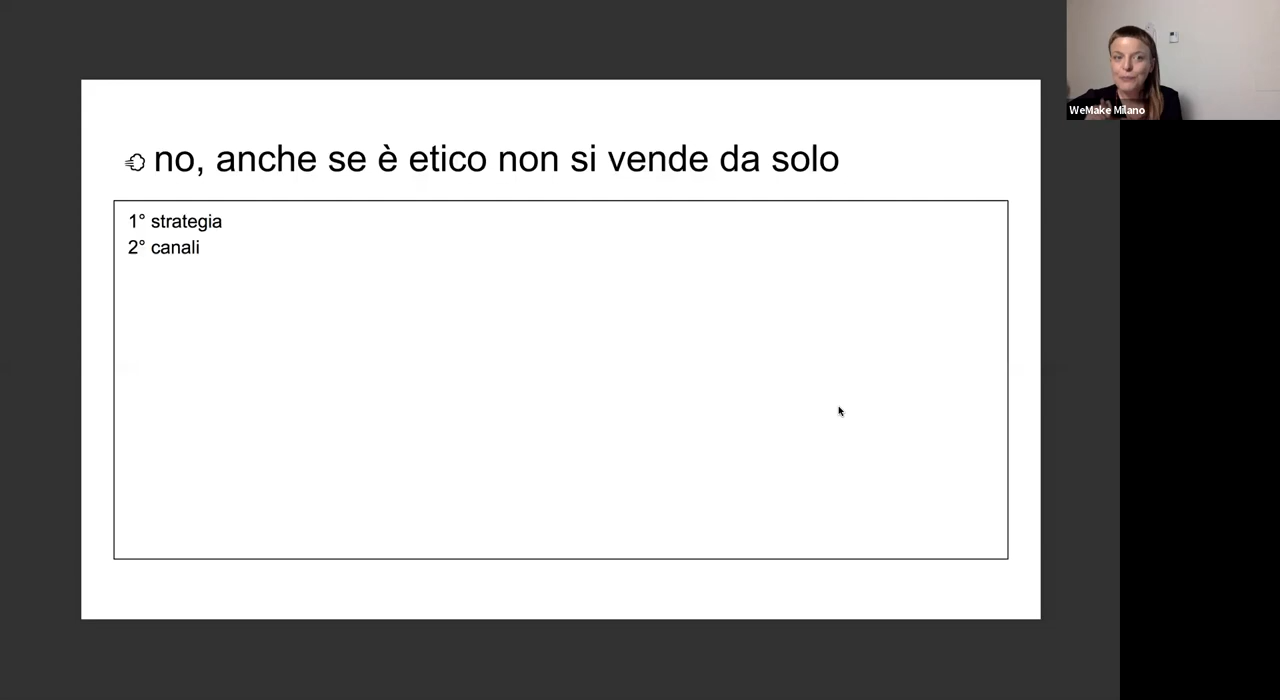 no, anche se è etico non si vende da solo
1° strategia
2° canali
WeMake Milano